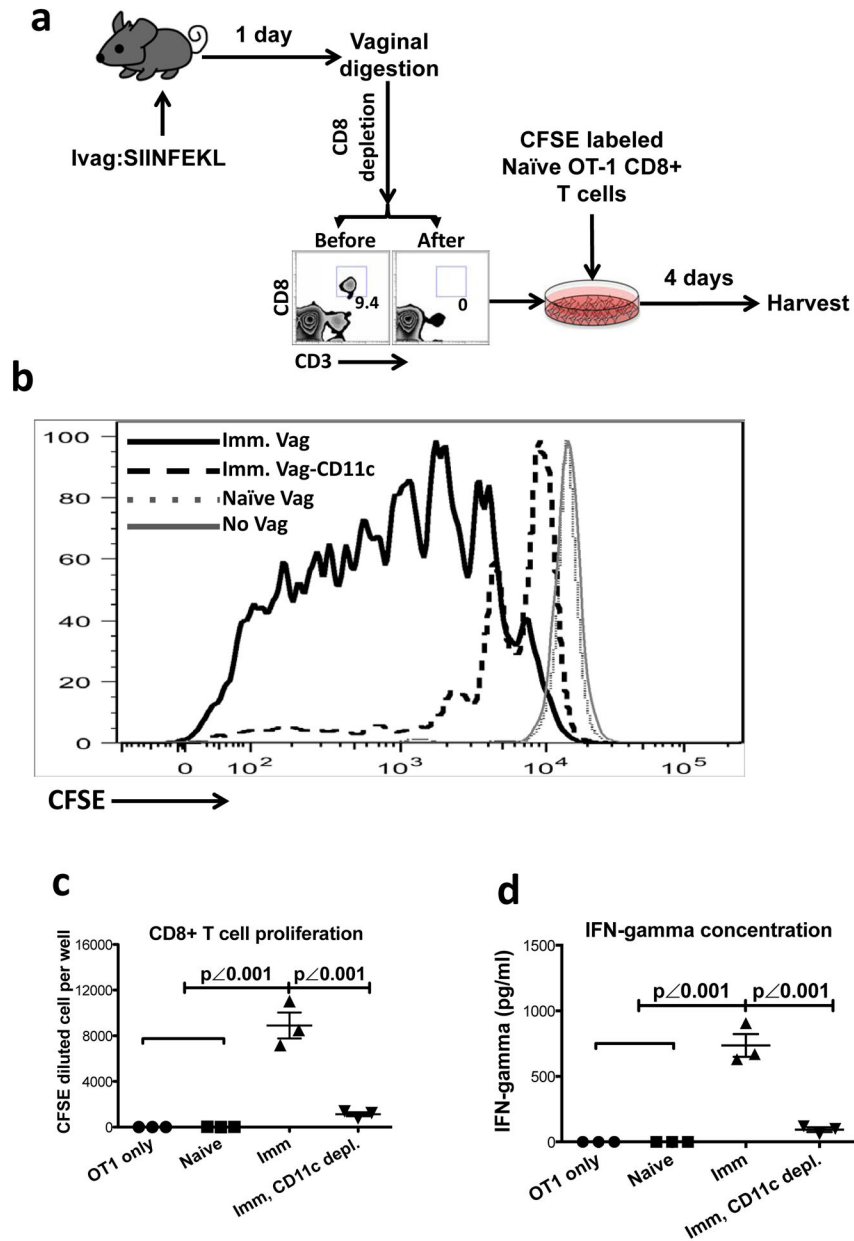 a
1 day
Vaginal
digestion
Ivag:SIINFEKL
CD8
depletion
CFSE labeled
Naïve OT-1 CD8+
T cells
Before
After
CD8
9.4
0
4 days
Harvest
CD3
b
100
80
60
40
20
0
Imm. Vag
Imm. Vag-CD11c
Naïve Vag
No Vag
0 10² 10³ 10⁴ 10⁵
CFSE
c
CD8+ T cell proliferation
CFSE diluted cell per well
16000
12000
8000
4000
0
p∠0.001 p∠0.001
OT1 only
Naive
Imm
Imm, CD11c depl.
d
IFN-gamma concentration
IFN-gamma (pg/ml)
1500
1000
500
0
p∠0.001 p∠0.001
OT1 only
Naive
Imm
Imm, CD11c depl.